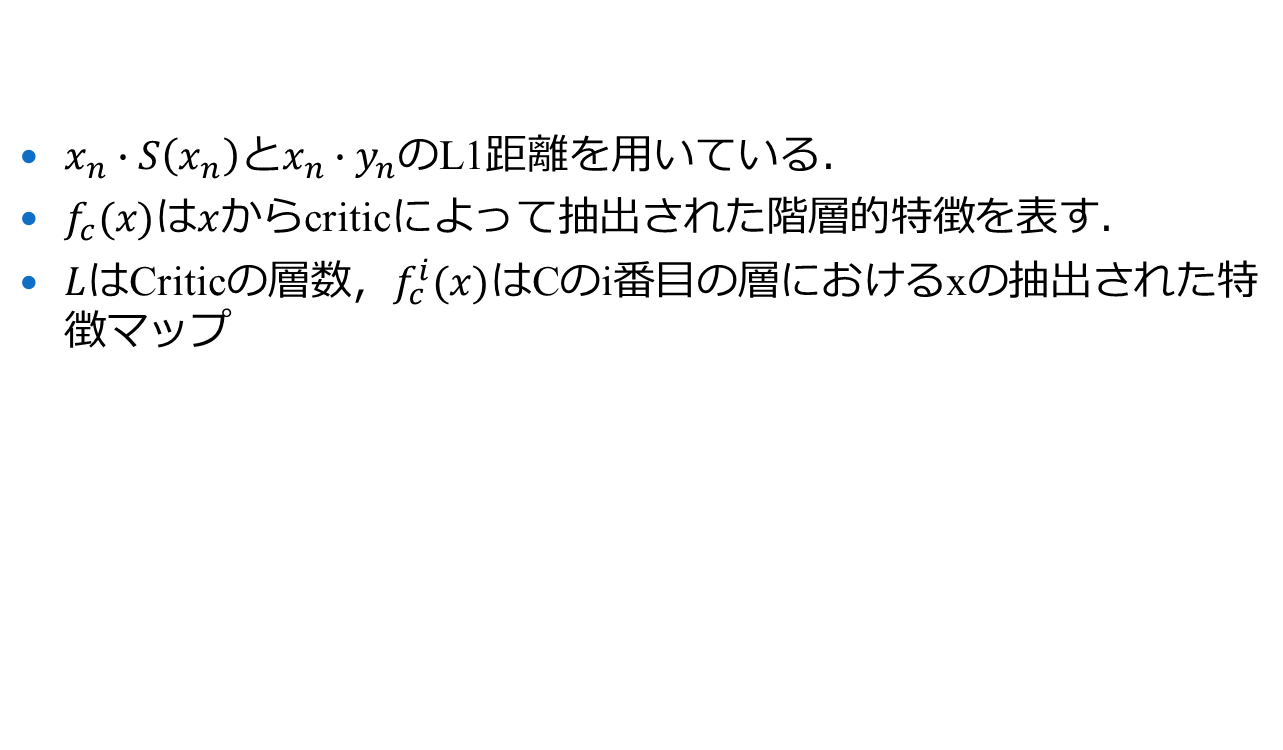 • 𝑥ₙ ⋅ 𝑆(𝑥ₙ)と𝑥ₙ ⋅ 𝑦ₙのL1距離を用いている．
• 𝑓_𝑐(𝑥)は𝑥からcriticによって抽出された階層的特徴を表す．
• 𝐿はCriticの層数，𝑓_𝑐^𝑖(𝑥)はCのi番目の層におけるxの抽出された特
徴マップ